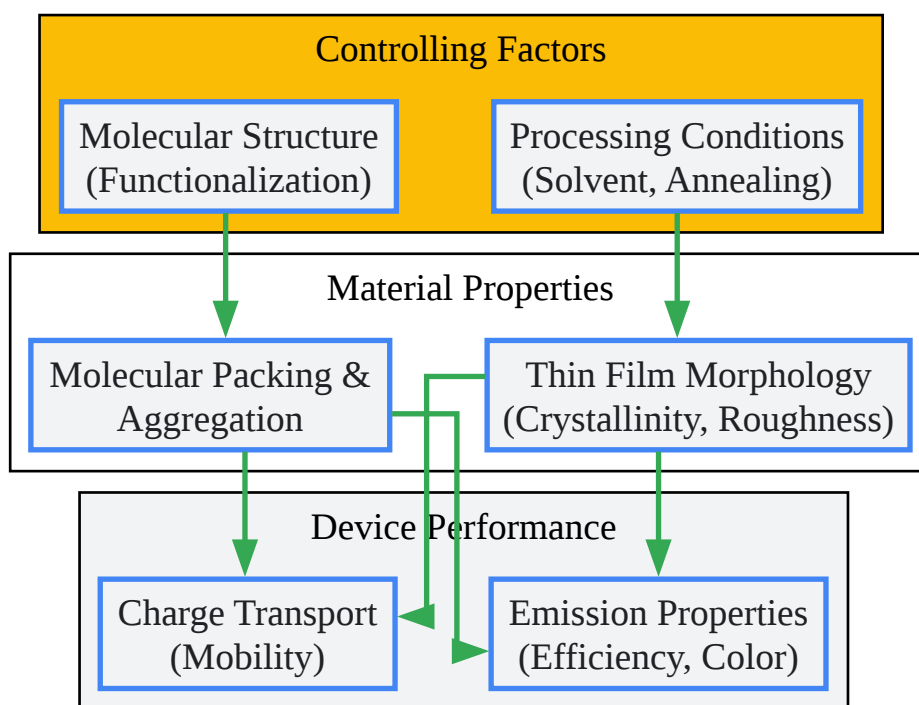 Controlling Factors
Molecular Structure
(Functionalization)
Processing Conditions
(Solvent, Annealing)
Material Properties
Molecular Packing &
Aggregation
Thin Film Morphology
(Crystallinity, Roughness)
Device Performance
Charge Transport
(Mobility)
Emission Properties
(Efficiency, Color)